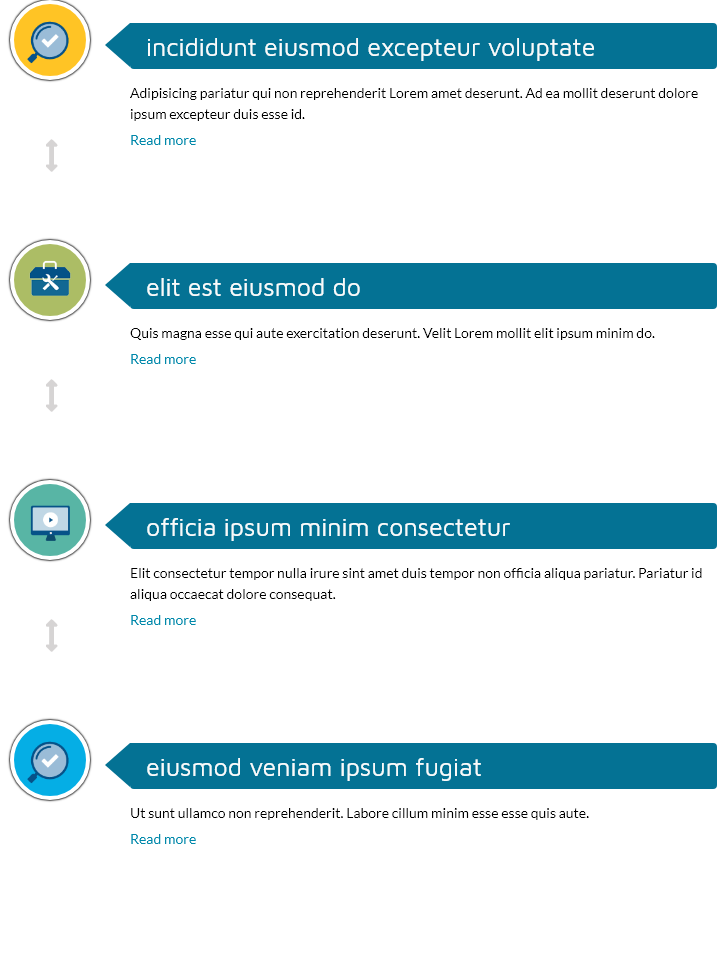 incididunt eiusmod excepteur voluptate
Adipisicing pariatur qui non reprehenderit Lorem amet deserunt. Ad ea mollit deserunt dolore
ipsum excepteur duis esse id.
Read more
elit est eiusmod do
Quis magna esse qui aute exercitation deserunt. Velit Lorem mollit elit ipsum minim do.
Read more
officia ipsum minim consectetur
Elit consectetur tempor nulla irure sint amet duis tempor non officia aliqua pariatur. Pariatur id
aliqua occaecat dolore consequat.
Read more
eiusmod veniam ipsum fugiat
Ut sunt ullamco non reprehenderit. Labore cillum minim esse esse quis aute.
Read more